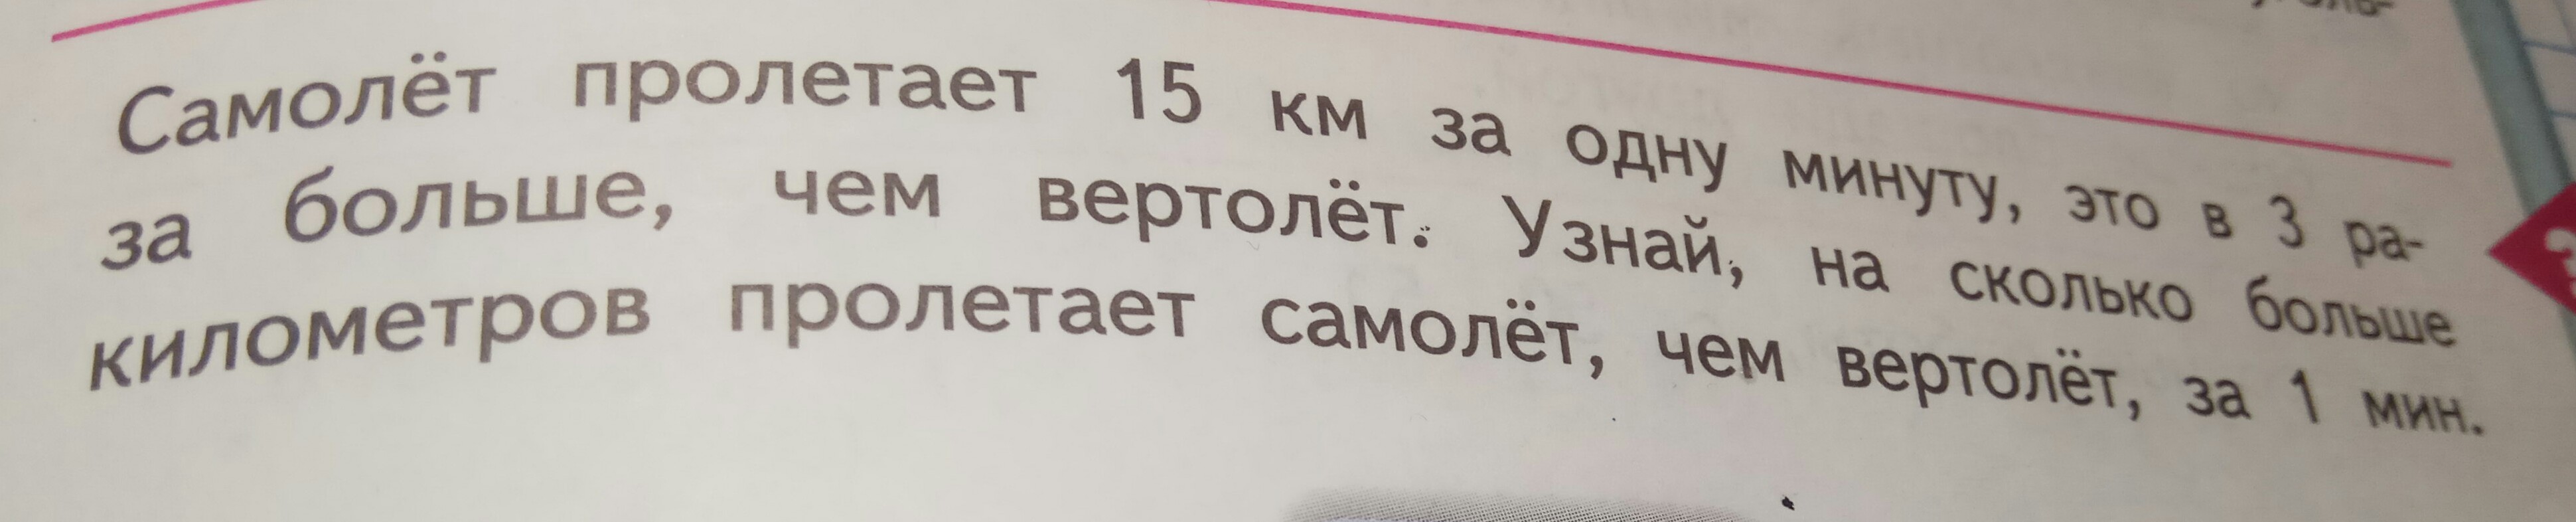 Самолёт пролетает 15 км за одну минуту, это в 3 ра-
за больше, чем вертолёт. Узнай, на сколько больше
километров пролетает самолёт, чем вертолёт, за 1 мин.